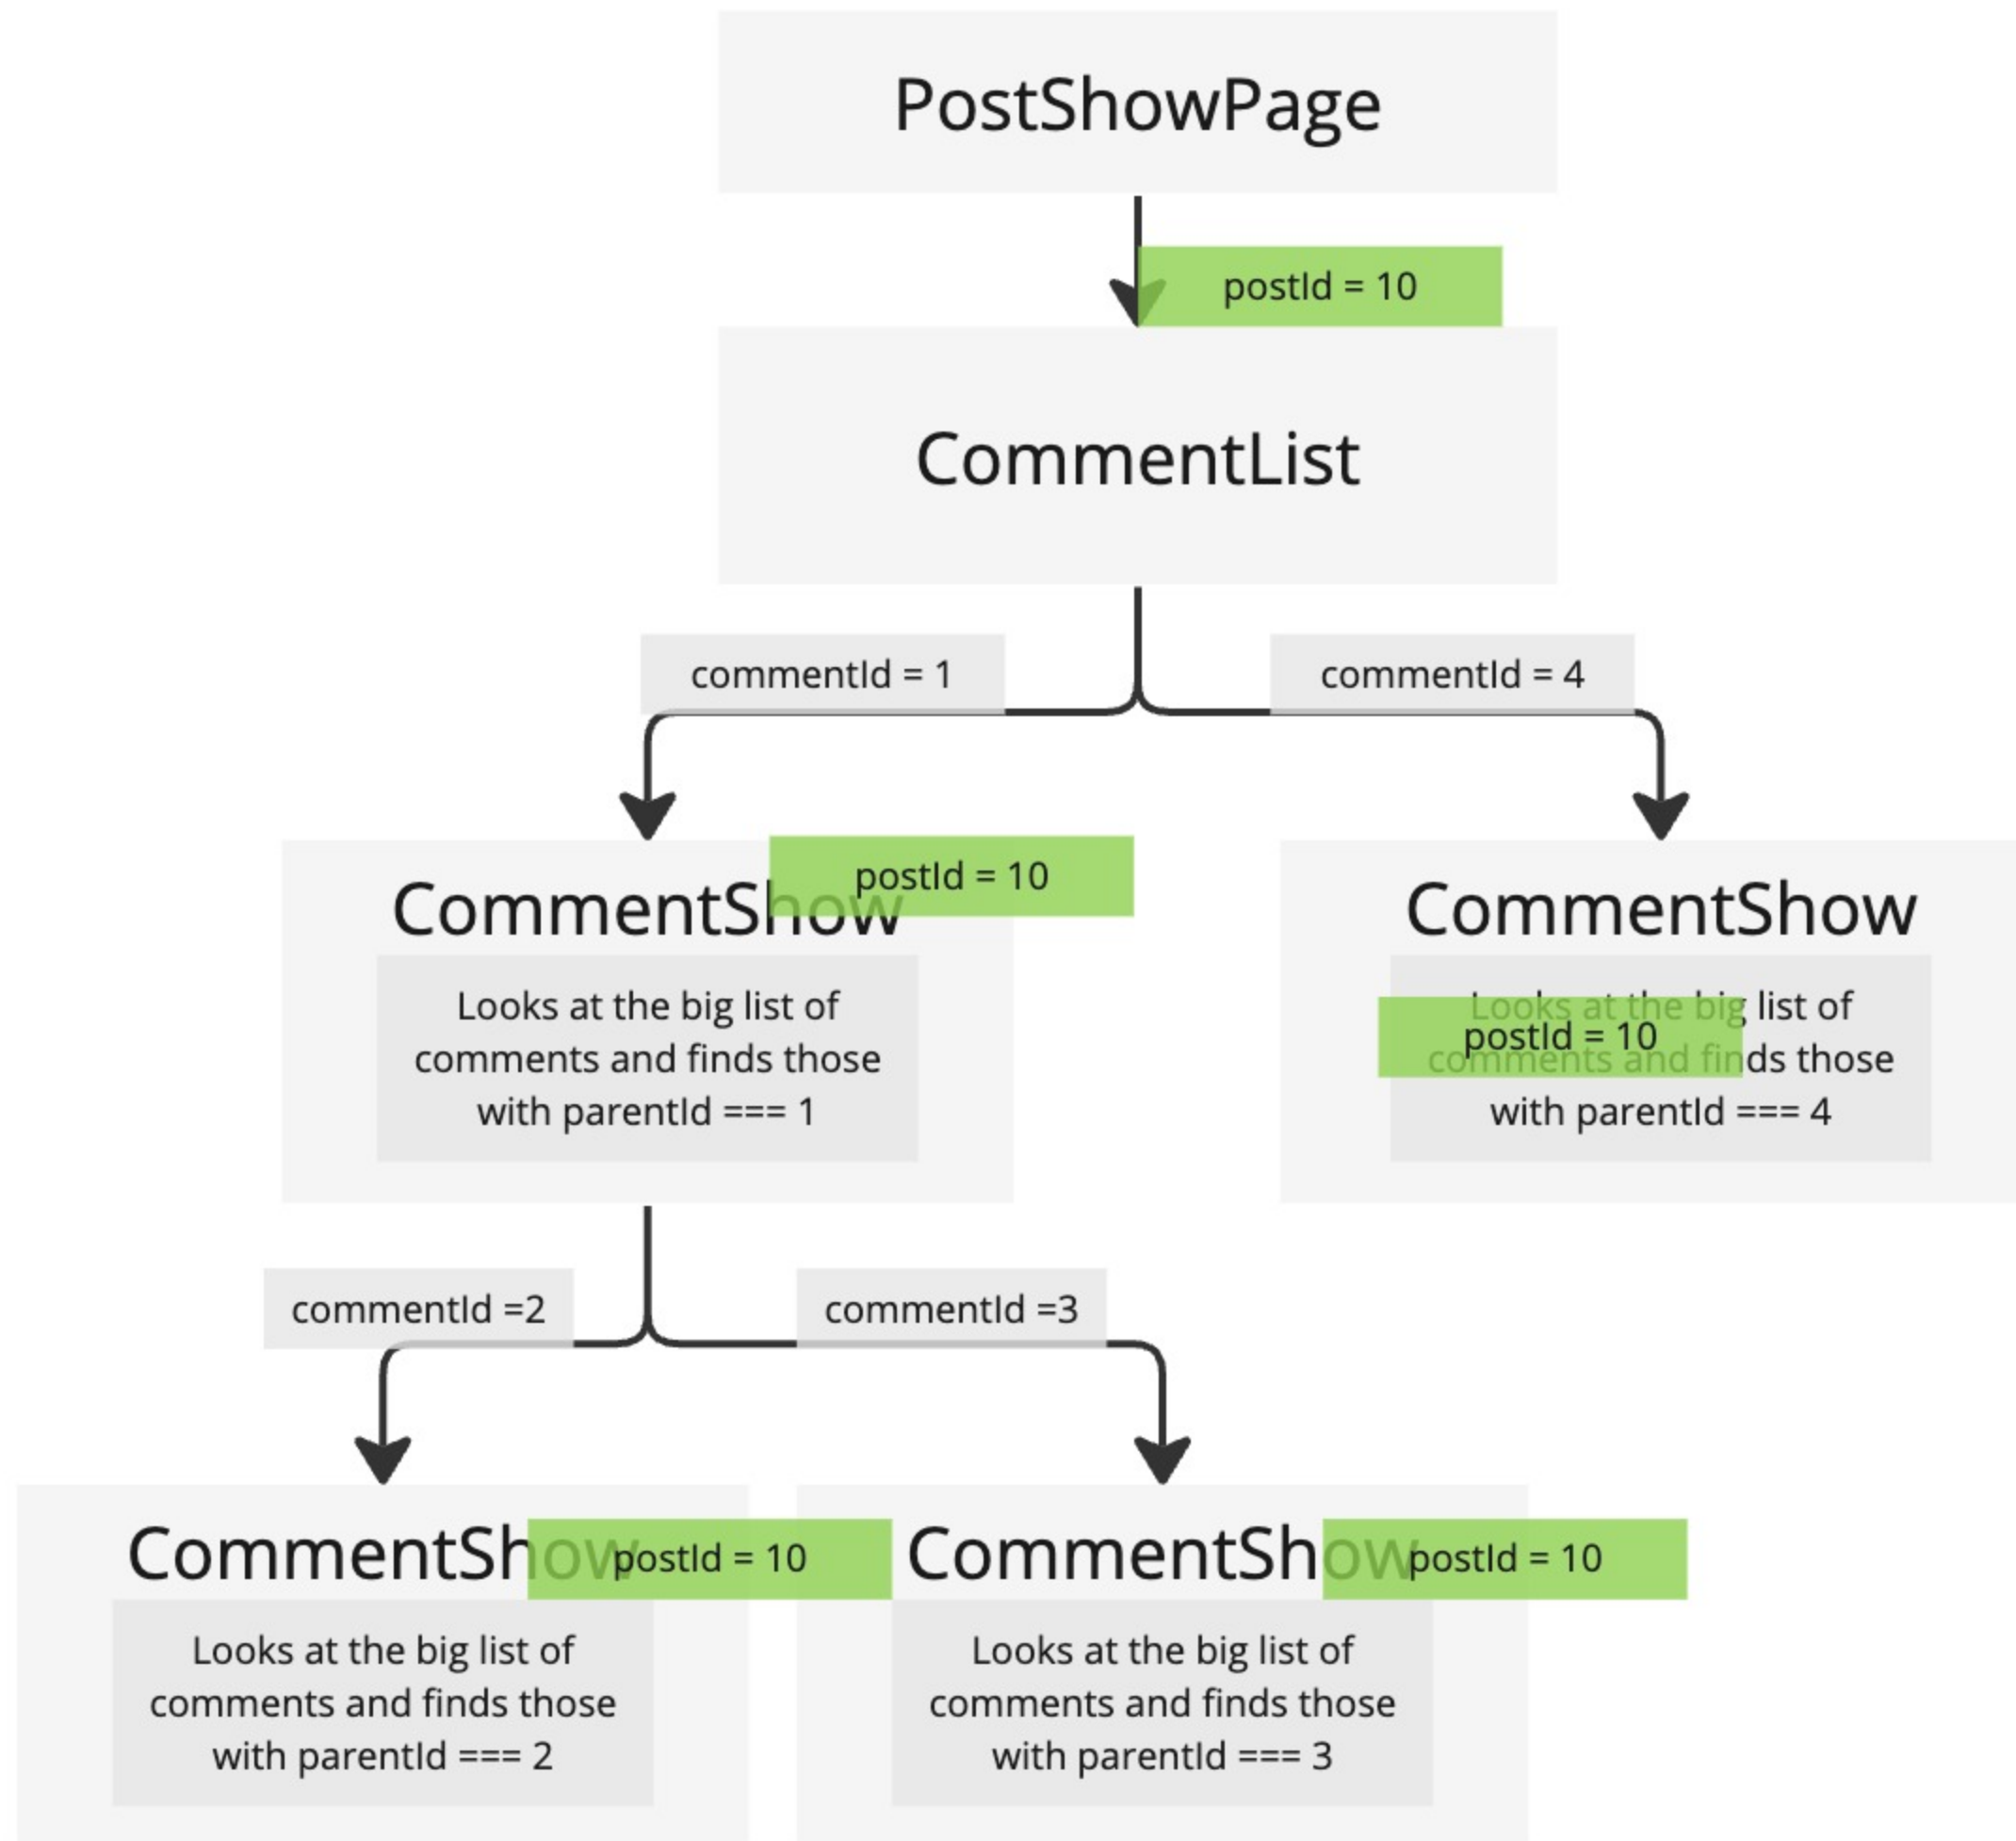 PostShowPage
postId = 10
CommentList
commentId = 1
commentId = 4
CommentShow
postId = 10
Looks at the big list of
comments and finds those
with parentId === 1
CommentShow
Looks at the big list of
postId = 10
comments and finds those
with parentId === 4
commentId =2
commentId =3
CommentShow
postId = 10
Looks at the big list of
comments and finds those
with parentId === 2
CommentShow
postId = 10
Looks at the big list of
comments and finds those
with parentId === 3